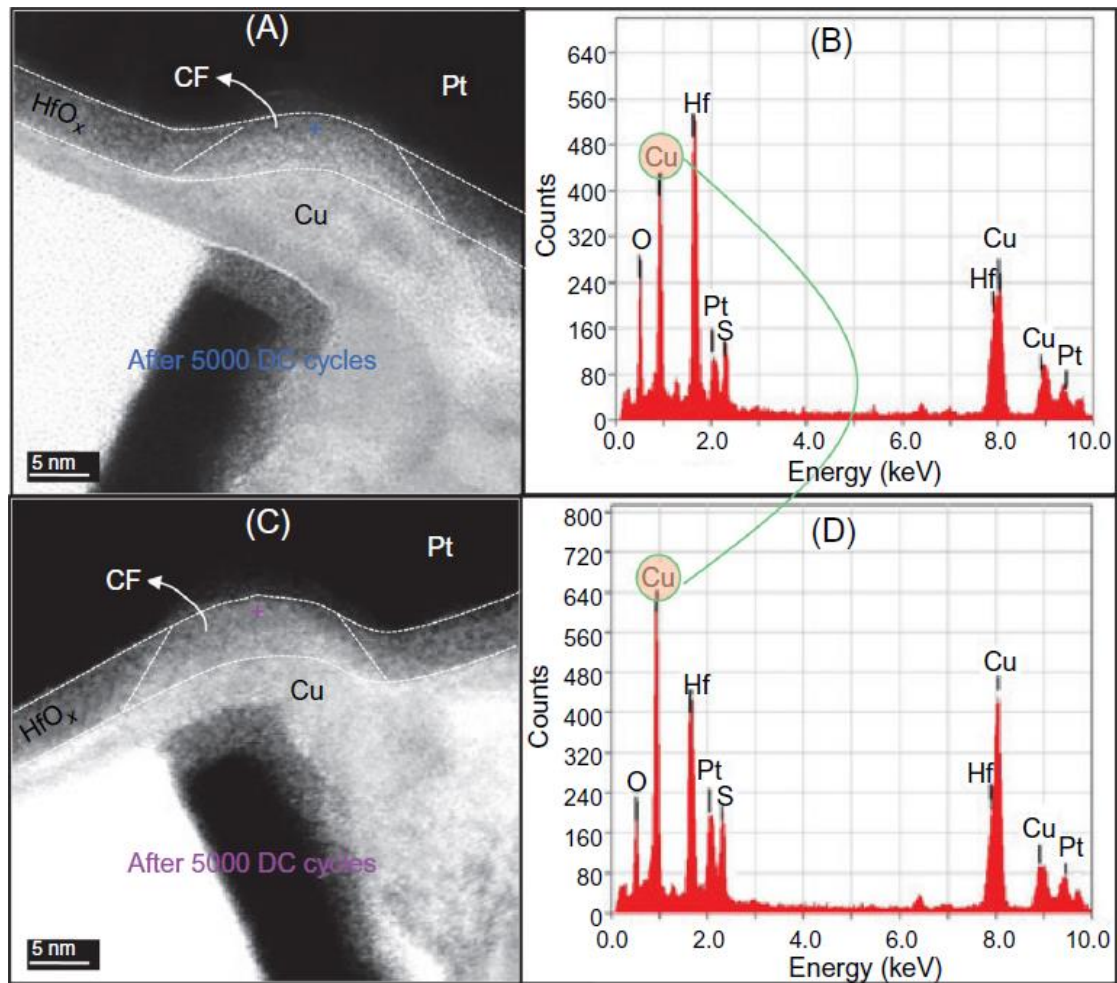 (A)
CF
Pt
HfOx
Cu
After 5000 DC cycles
5 nm
(B)
640
560
480
400
320
240
160
80
0
Counts
O
Cu
Hf
Pt
S
Hf
Cu
Cu
Pt
0.0 2.0 4.0 6.0 8.0 10.0
Energy (keV)
(C)
CF
Pt
HfOx
Cu
After 5000 DC cycles
5 nm
(D)
800
720
640
560
480
400
320
240
160
80
0
Counts
O
Cu
Hf
Pt
S
Hf
Cu
Cu
Pt
0.0 2.0 4.0 6.0 8.0 10.0
Energy (keV)